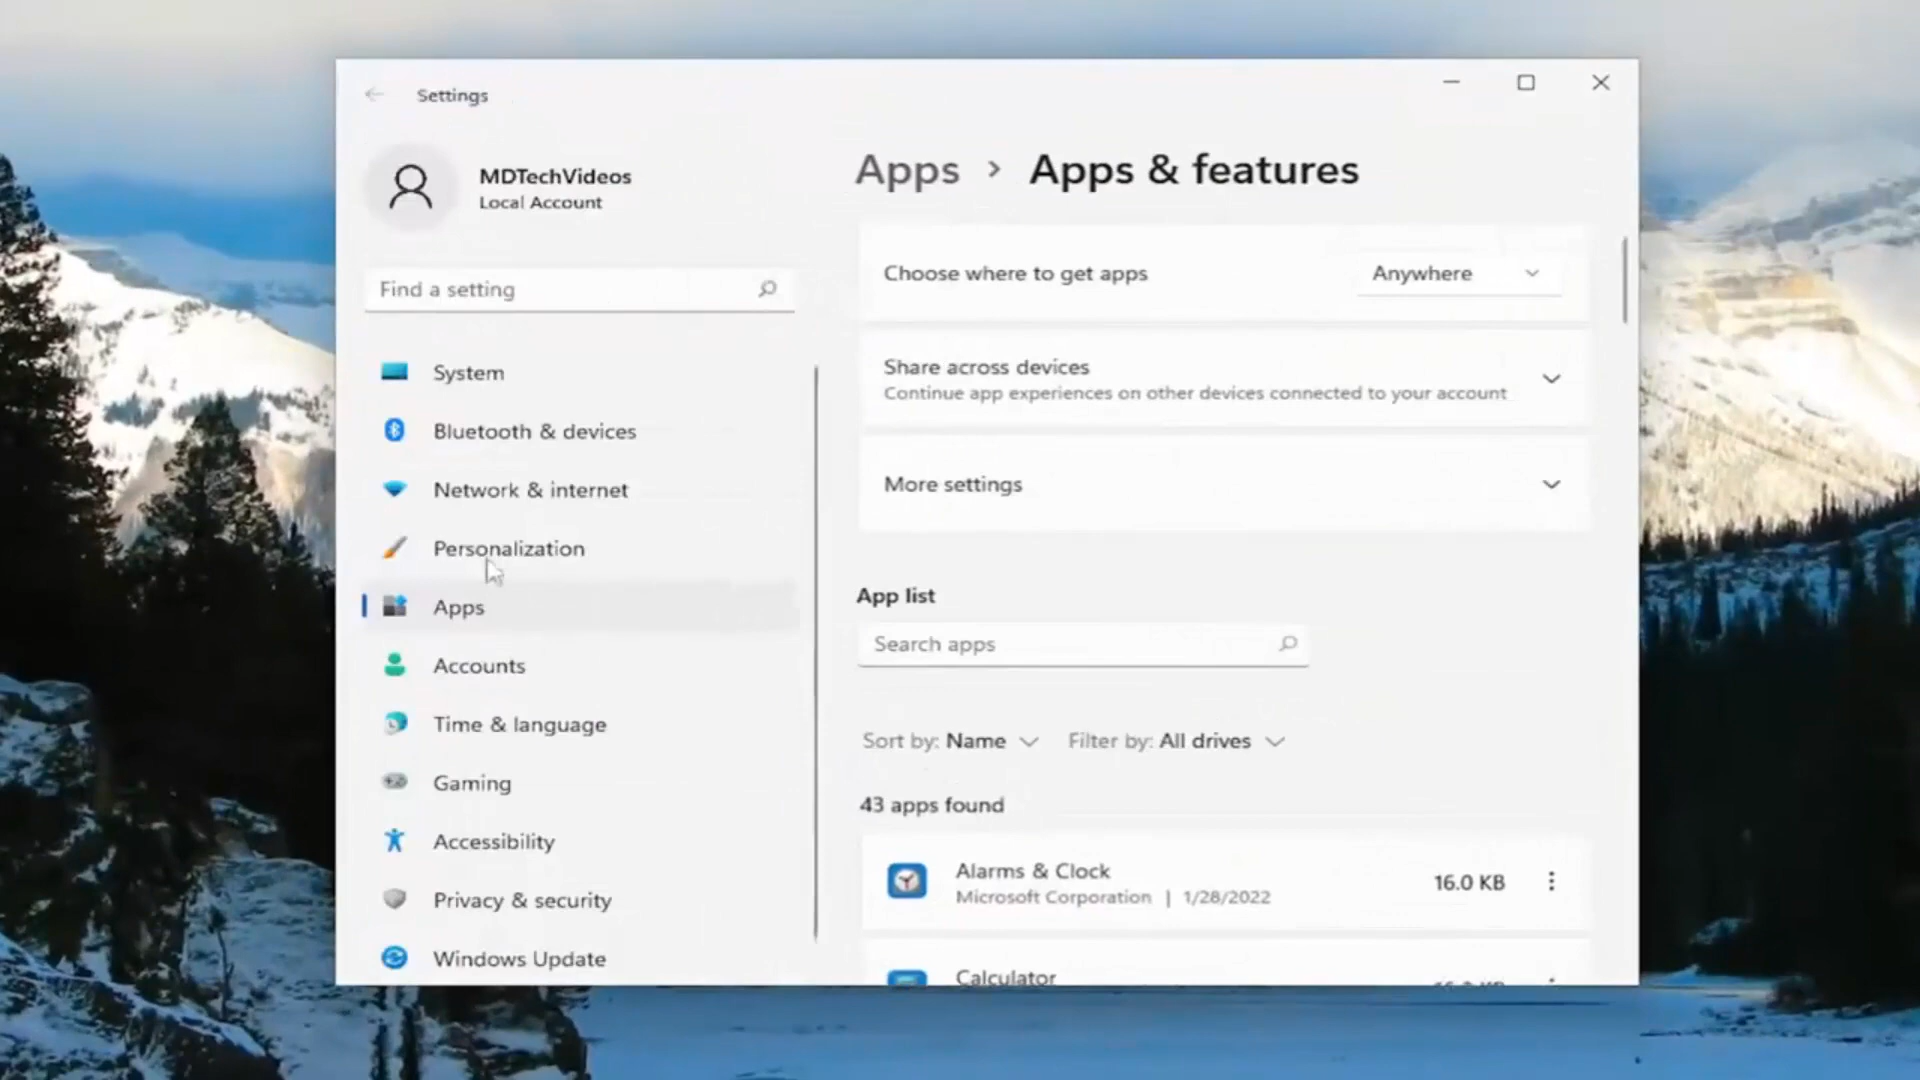 Settings
MDTechVideos
Local Account
Find a setting
System
Bluetooth & devices
Network & internet
Personalization
Apps
Accounts
Time & language
Gaming
Accessibility
Privacy & security
Windows Update
Apps > Apps & features
Choose where to get apps
Anywhere
Share across devices
Continue app experiences on other devices connected to your account
More settings
App list
Search apps
Sort by: Name Filter by: All drives
43 apps found
Alarms & Clock
Microsoft Corporation | 1/28/2022
16.0 KB
Calculator